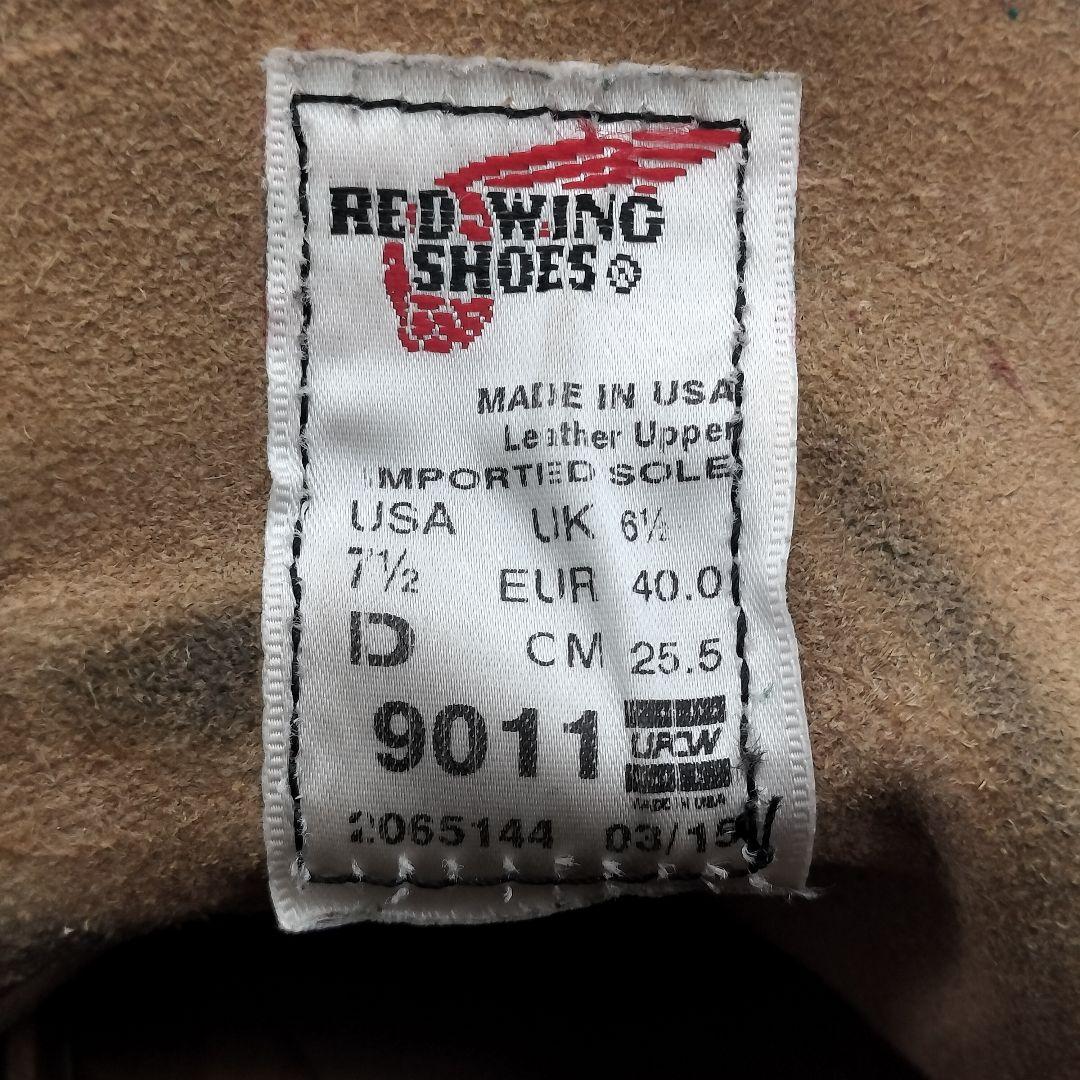 RED WING
SHOES®
MADE IN USA
Leather Upper
IMPORTED SOLE
USA UK 6½
7½ EUR 40.0
D CM 25.5
9011
UFCW
MADE IN USA
2065144 03/15